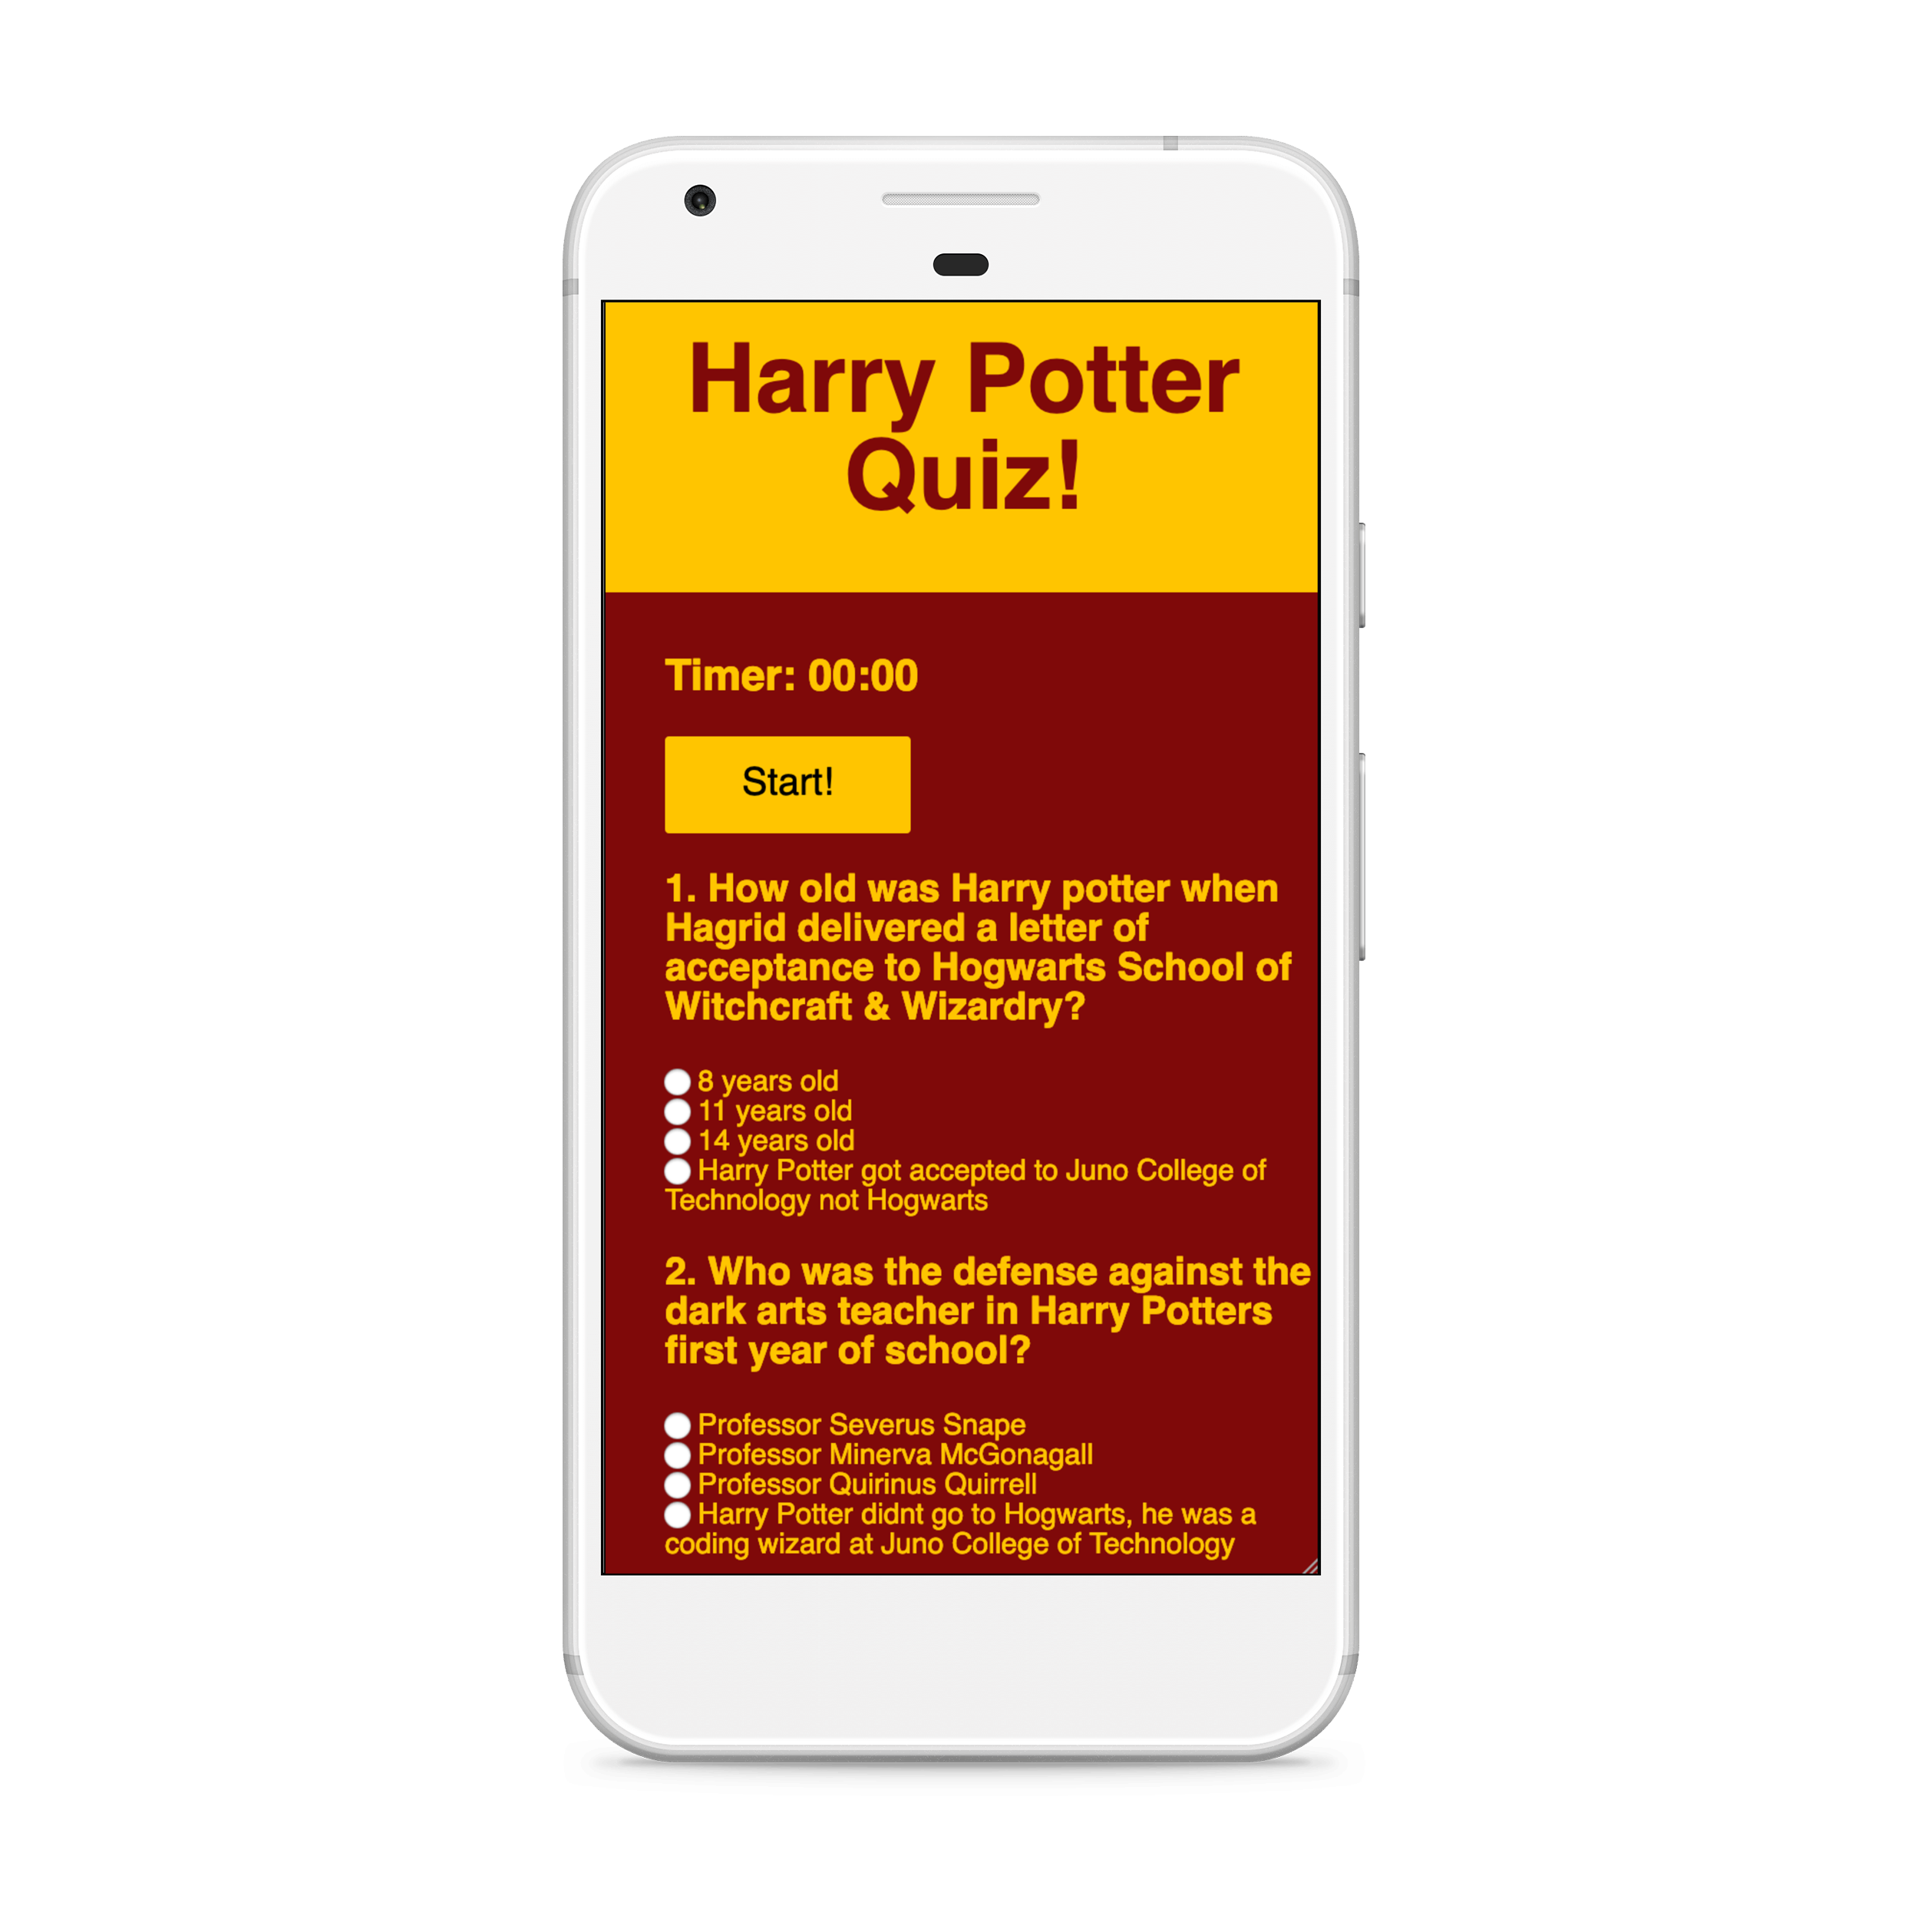 Harry Potter
Quiz!
Timer: 00:00
Start!
1. How old was Harry potter when
Hagrid delivered a letter of
acceptance to Hogwarts School of
Witchcraft & Wizardry?
8 years old
11 years old
14 years old
Harry Potter got accepted to Juno College of
Technology not Hogwarts
2. Who was the defense against the
dark arts teacher in Harry Potters
first year of school?
Professor Severus Snape
Professor Minerva McGonagall
Professor Quirinus Quirrell
Harry Potter didnt go to Hogwarts, he was a
coding wizard at Juno College of Technology